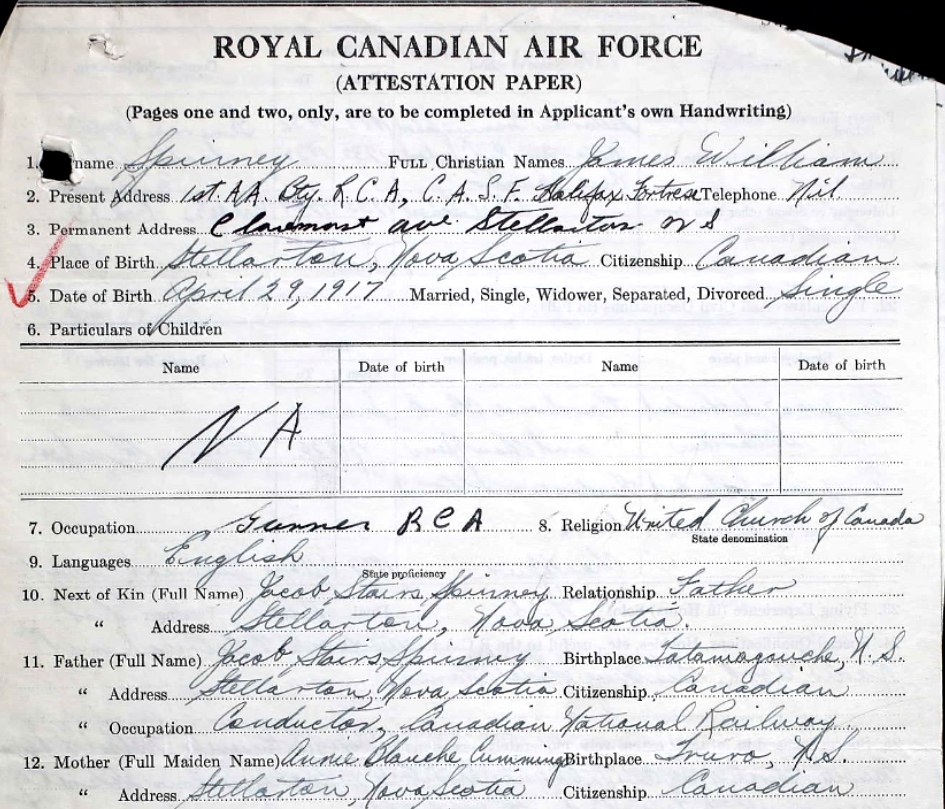 ROYAL CANADIAN AIR FORCE
(ATTESTATION PAPER)
(Pages one and two, only, are to be completed in Applicant's own Handwriting)
1. name Spinney FULL Christian Names James William
2. Present Address 1st AA Bty. R.C.A, C.A.S.F. Halifax Fortress Telephone Nil
3. Permanent Address Claremont ave Stellarton N S
4. Place of Birth Stellarton, Nova Scotia Citizenship Canadian
5. Date of Birth April 29, 1917 Married, Single, Widower, Separated, Divorced Single
6. Particulars of Children
Name Date of birth Name Date of birth
N A
7. Occupation Gunner R C A 8. Religion United Church of Canada
State denomination
9. Languages English
State proficiency
10. Next of Kin (Full Name) Jacob Stairs Spinney Relationship Father
" Address Stellarton, Nova Scotia.
11. Father (Full Name) Jacob Stairs Spinney Birthplace Tatamagouche, N.S.
" Address Stellarton, Nova Scotia Citizenship Canadian
" Occupation Conductor, Canadian National Railway
12. Mother (Full Maiden Name) Annie Blanche Cumming Birthplace Truro, N.S.
" Address Stellarton, Nova Scotia Citizenship Canadian